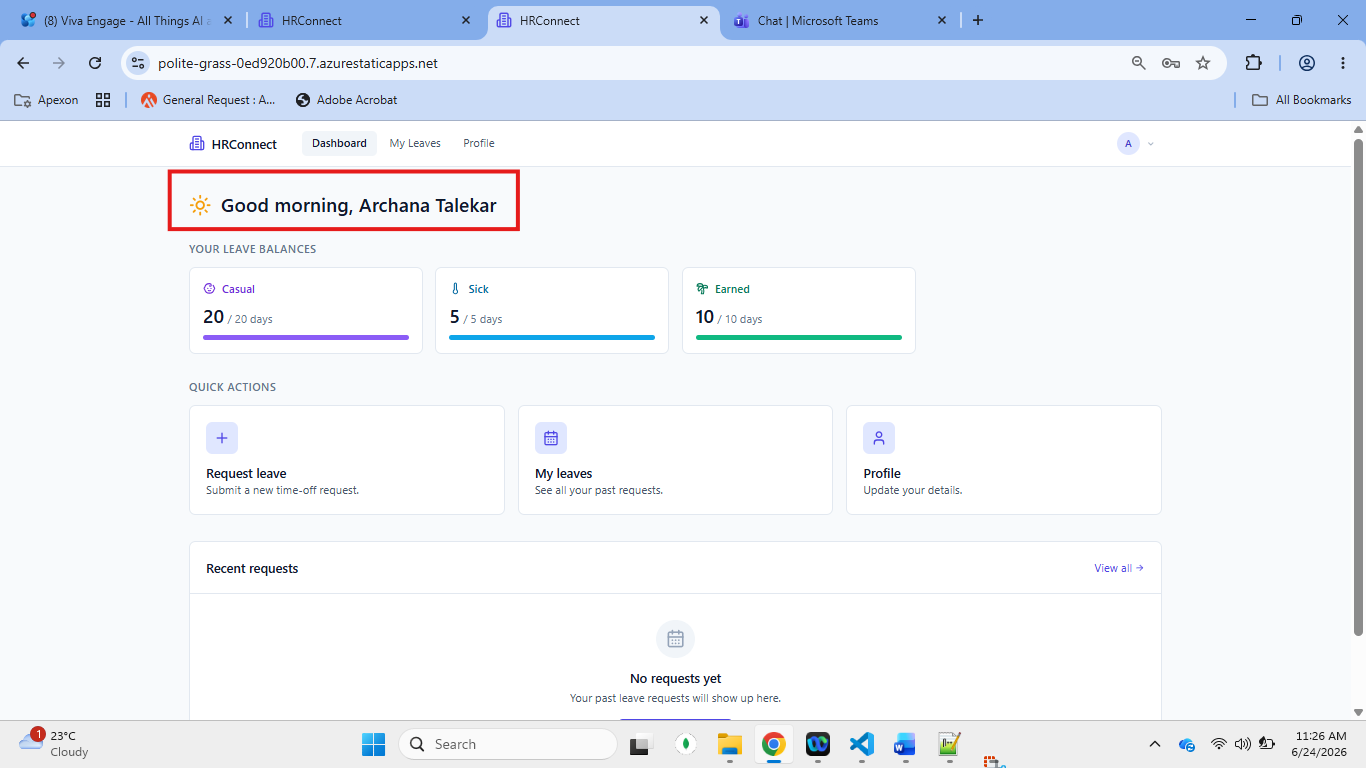 (8) Viva Engage - All Things AI a
HRConnect
HRConnect
Chat | Microsoft Teams
polite-grass-0ed920b00.7.azurestaticapps.net
Apexon
General Request : A...
Adobe Acrobat
All Bookmarks
HRConnect
Dashboard
My Leaves
Profile
A
Good morning, Archana Talekar
YOUR LEAVE BALANCES
Casual
20 / 20 days
Sick
5 / 5 days
Earned
10 / 10 days
QUICK ACTIONS
Request leave
Submit a new time-off request.
My leaves
See all your past requests.
Profile
Update your details.
Recent requests
View all →
No requests yet
Your past leave requests will show up here.
1
23°C
Cloudy
Search
11:26 AM
6/24/2026